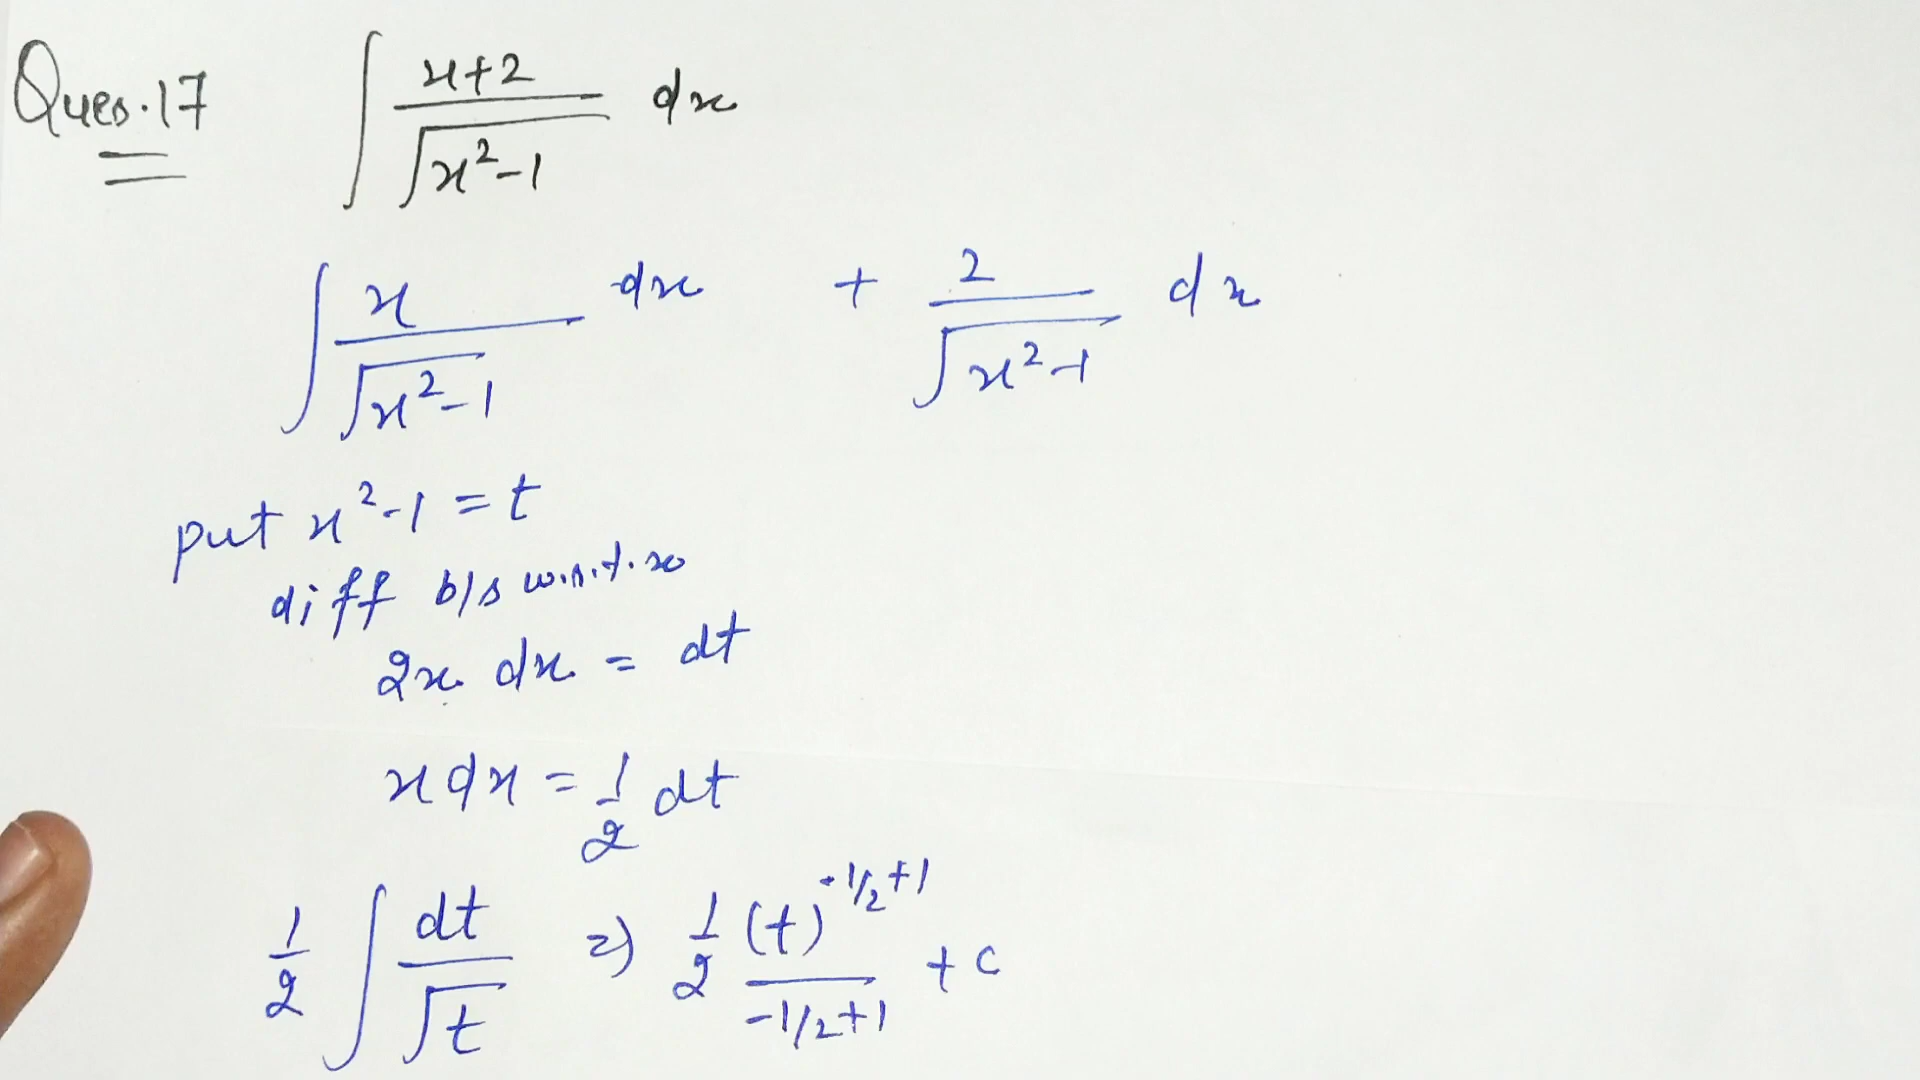 Ques.17 ∫ x+2 / √x²-1 dx
∫ x / √x²-1 dx + 2 / √x²-1 dx
put x²-1 = t
diff b/s w.r.t. x
2x dx = dt
x dx = 1/2 dt
1/2 ∫ dt / √t ⇒ 1/2 (t)^-1/2+1 / -1/2+1 + c